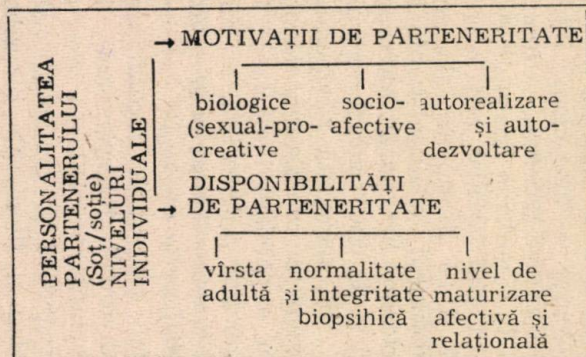 PERSONALITATEA
PARTENERULUI
(Soț/soție)
NIVELURI
INDIVIDUALE
→ MOTIVAȚII DE PARTENERITATE
biologice socio- autorealizare
(sexual-pro- afective și auto-
creative dezvoltare
DISPONIBILITĂȚI
→ DE PARTENERITATE
vîrsta normalitate nivel de
adultă și integritate maturizare
biopsihică afectivă și
relațională